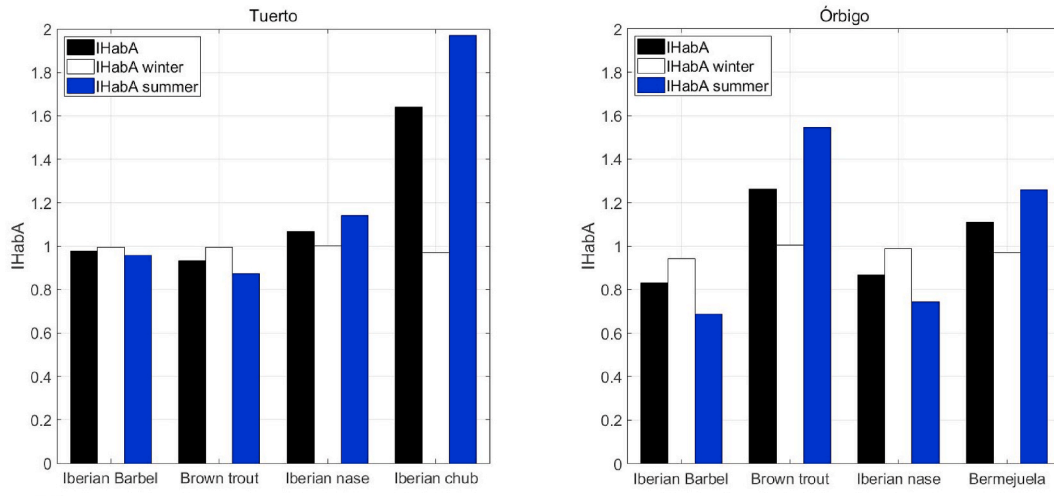 Tuerto
IHabA
2
1.8
1.6
1.4
1.2
1
0.8
0.6
0.4
0.2
0
IHabA
IHabA winter
IHabA summer
Iberian Barbel Brown trout Iberian nase Iberian chub
Órbigo
IHabA
2
1.8
1.6
1.4
1.2
1
0.8
0.6
0.4
0.2
0
IHabA
IHabA winter
IHabA summer
Iberian Barbel Brown trout Iberian nase Bermejuela